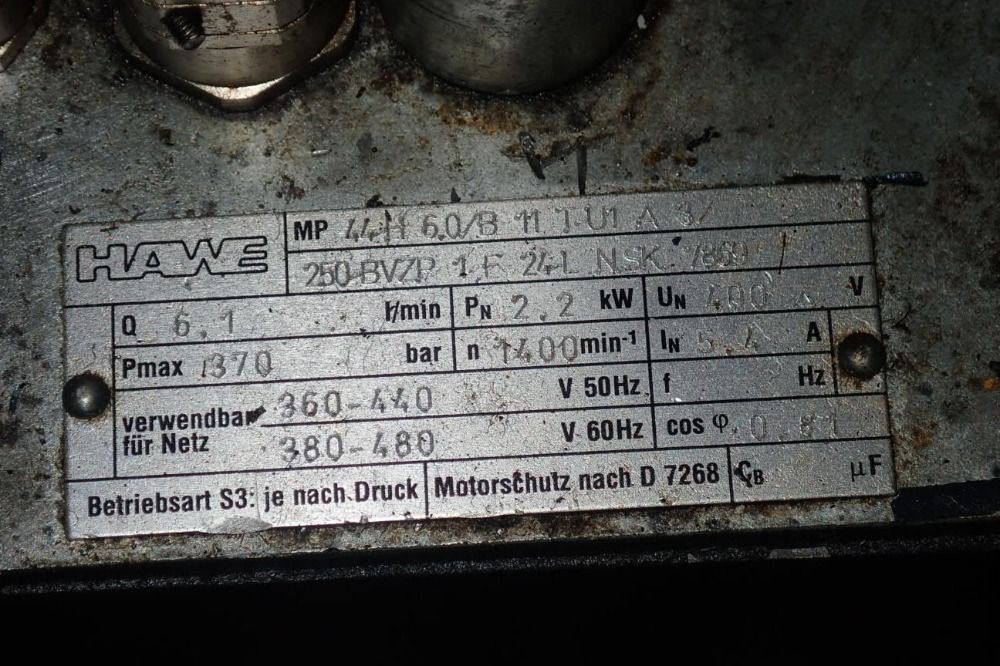 HAWE
MP 44-H 6.0/B 11 T U1 A 3/
250-BVZP 1 F 24-L NSK
Q 6,1 l/min PN 2,2 kW UN 400 V
Pmax 370 bar n 1400 min-1 IN A
verwendbar 360-440 V 50Hz f Hz
für Netz 380-480 V 60Hz cos φ 0,81
Betriebsart S3: je nach Druck Motorschutz nach D 7268 CB µF